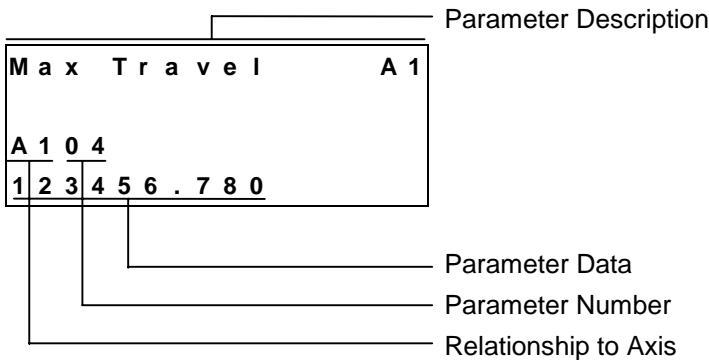 Parameter Description
Max Travel A1
A104
123456.780
Parameter Data
Parameter Number
Relationship to Axis